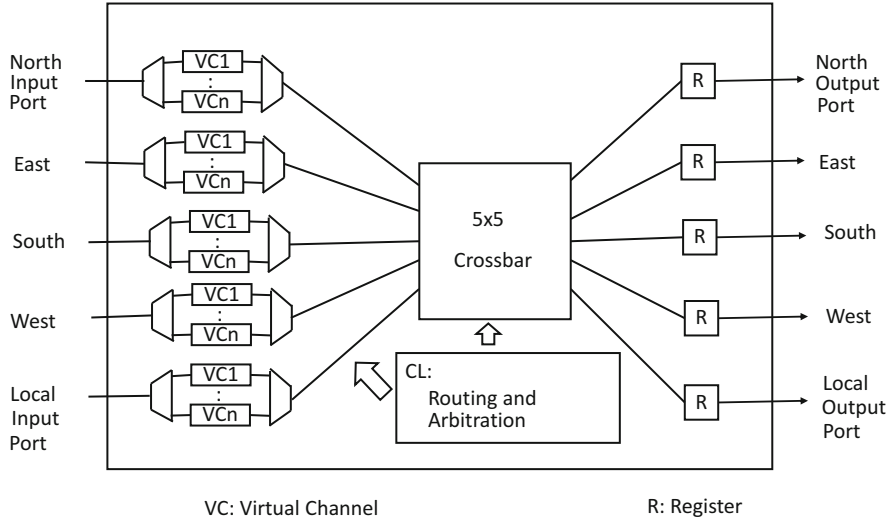 North
Input
Port
VC1
:
VCn
R
North
Output
Port
East
VC1
:
VCn
R
East
South
VC1
:
VCn
5x5
Crossbar
R
South
West
VC1
:
VCn
R
West
Local
Input
Port
VC1
:
VCn
CL:
Routing and
Arbitration
R
Local
Output
Port
VC: Virtual Channel
R: Register